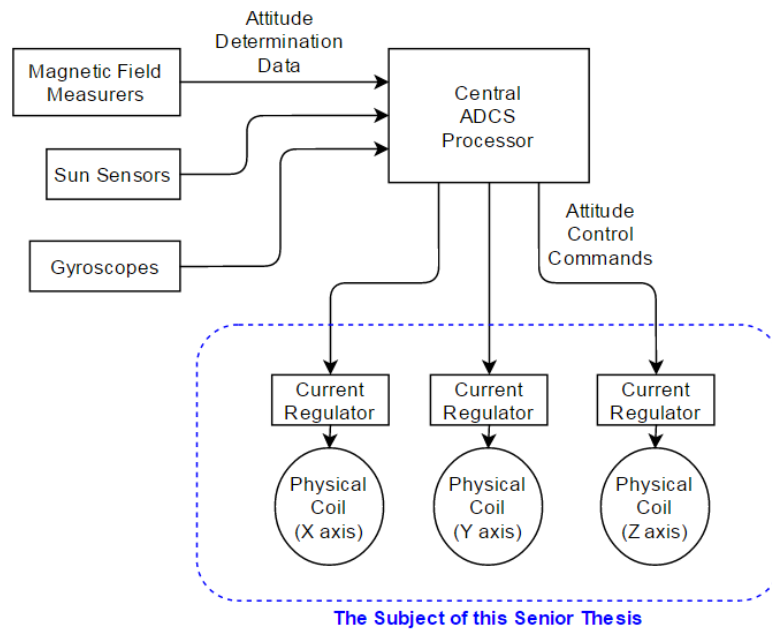 Attitude
Determination
Data
Magnetic Field
Measurers
Central
ADCS
Processor
Sun Sensors
Gyroscopes
Attitude
Control
Commands
Current
Regulator
Current
Regulator
Current
Regulator
Physical
Coil
(X axis)
Physical
Coil
(Y axis)
Physical
Coil
(Z axis)
The Subject of this Senior Thesis